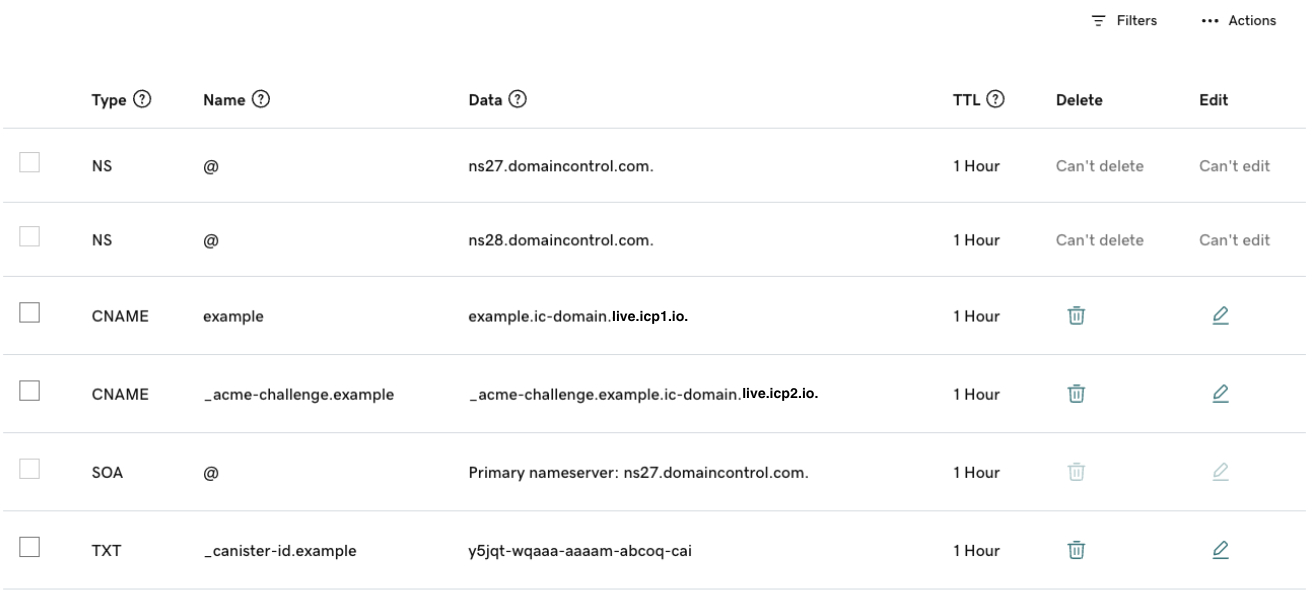 Filters ••• Actions
Type ? Name ? Data ? TTL ? Delete Edit
NS @ ns27.domaincontrol.com. 1 Hour Can't delete Can't edit
NS @ ns28.domaincontrol.com. 1 Hour Can't delete Can't edit
CNAME example example.ic-domain.live.icp1.io. 1 Hour
CNAME _acme-challenge.example _acme-challenge.example.ic-domain.live.icp2.io. 1 Hour
SOA @ Primary nameserver: ns27.domaincontrol.com. 1 Hour
TXT _canister-id.example y5jqt-wqaaa-aaaam-abcoq-cai 1 Hour